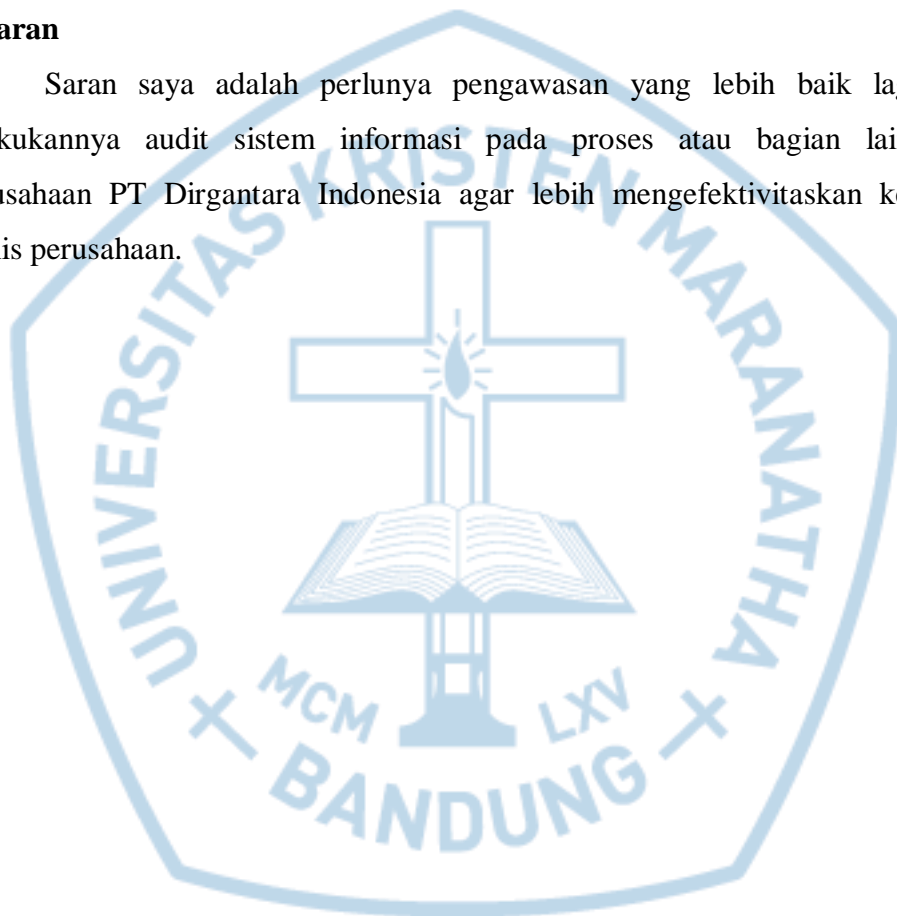 aran
Saran saya adalah perlunya pengawasan yang lebih baik lag
kukannya audit sistem informasi pada proses atau bagian lai
usahaan PT Dirgantara Indonesia agar lebih mengefektivitaskan ke
is perusahaan.
UNIVERSITAS KRISTEN MARANATHA
MCM LXV
BANDUNG